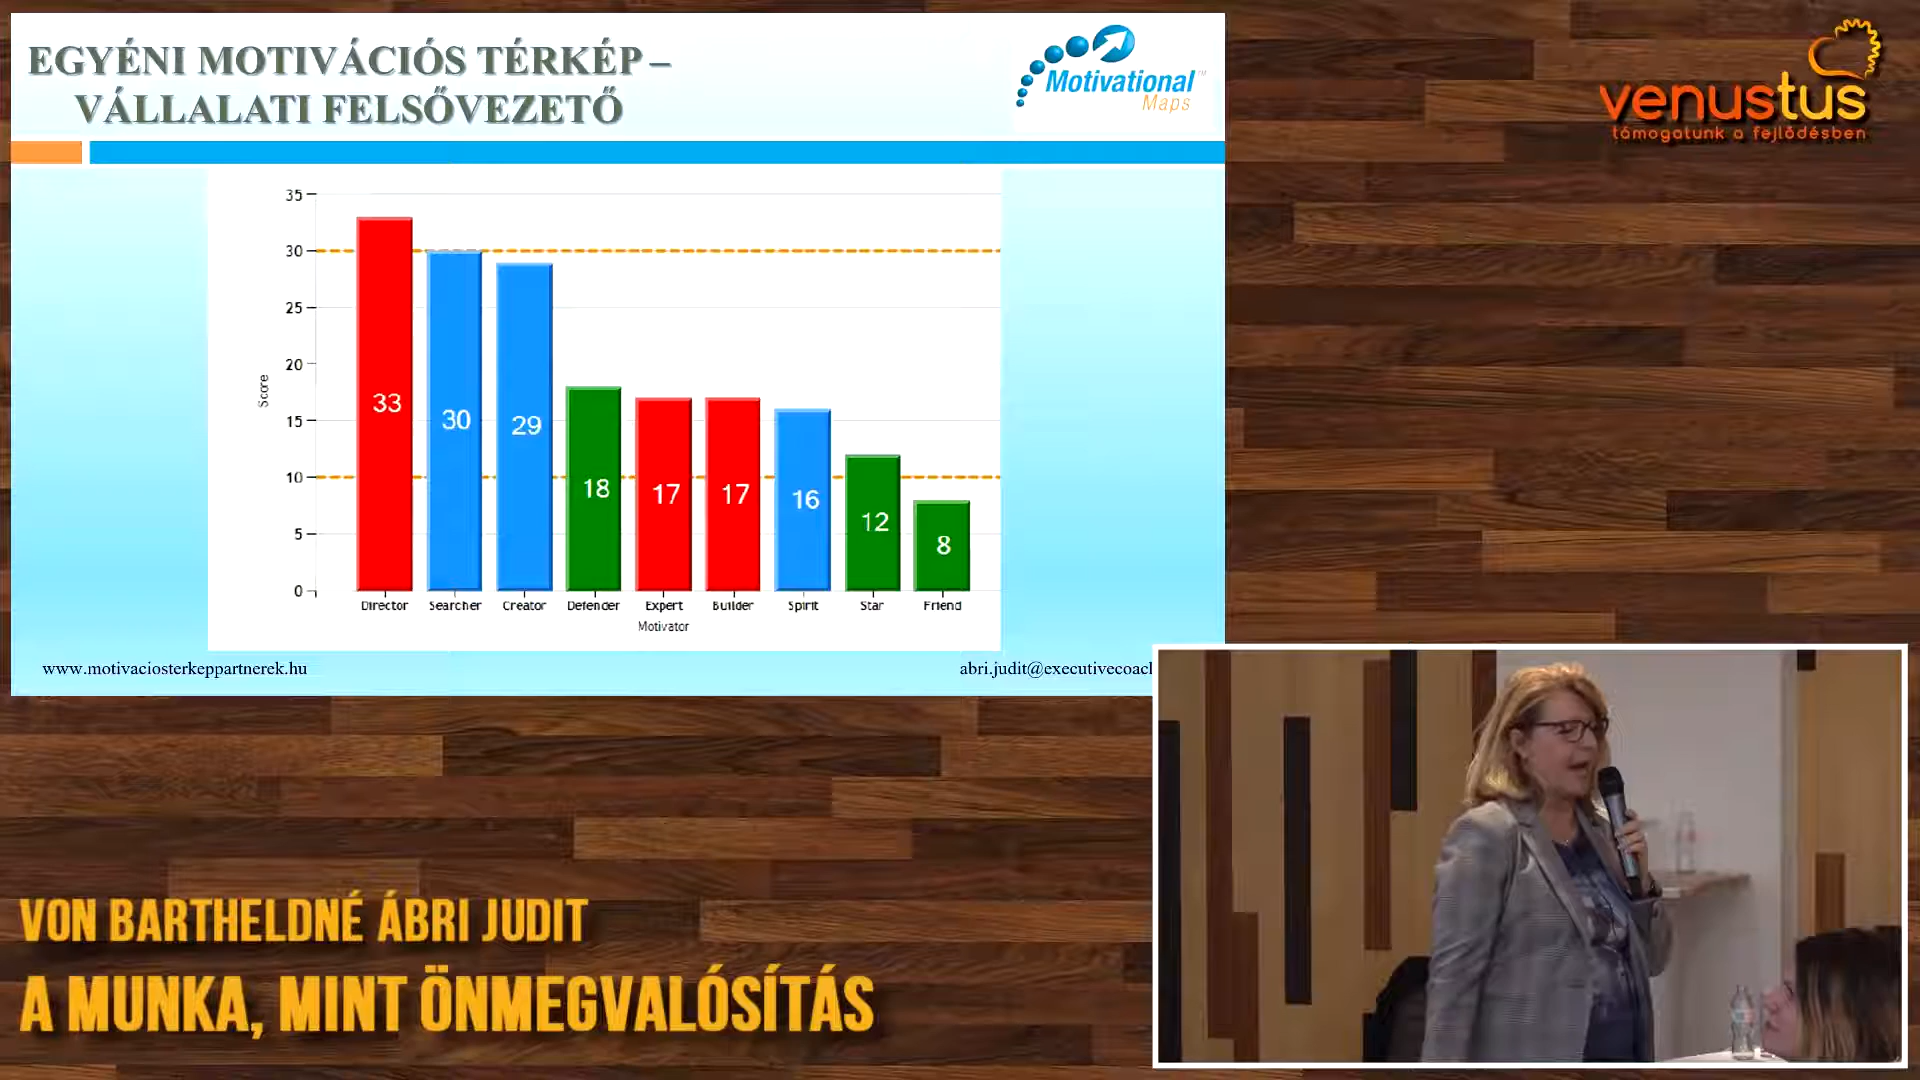 EGYÉNI MOTIVÁCIÓS TÉRKÉP –
VÁLLALATI FELSŐVEZETŐ
Motivational™
Maps
venustus
támogatunk a fejlődésben
35
30
25
20
15
10
5
0
Score
33
30
29
18
17
17
16
12
8
Director
Searcher
Creator
Defender
Expert
Builder
Spirit
Star
Friend
Motivator
www.motivaciosterkeppartnerek.hu
abri.judit@executivecoach
VON BARTHELDNÉ ÁBRI JUDIT
A MUNKA, MINT ÖNMEGVALÓSÍTÁS